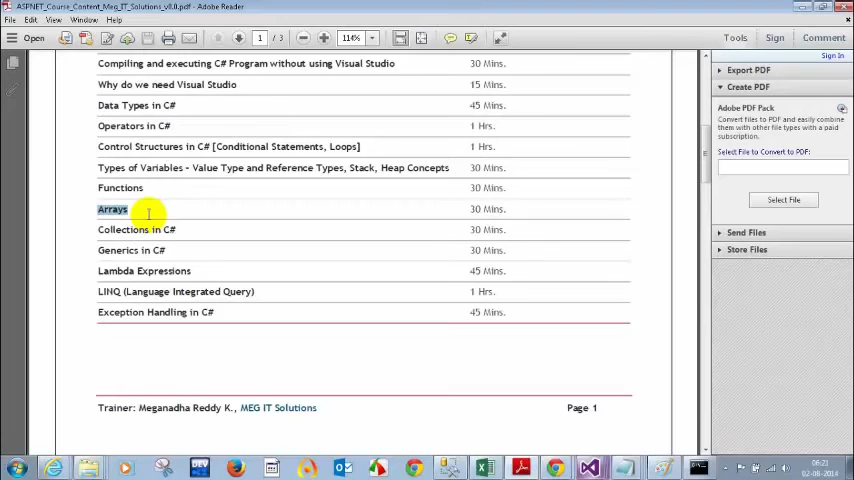 ASPNET_Course_Content_Meg_IT_Solutions_v8.0.pdf - Adobe Reader
File Edit View Window Help
Open 1 / 3 114% Tools Sign Comment
Sign In
Compiling and executing C# Program without using Visual Studio 30 Mins.
Why do we need Visual Studio 15 Mins.
Data Types in C# 45 Mins.
Operators in C# 1 Hrs.
Control Structures in C# [Conditional Statements, Loops] 1 Hrs.
Types of Variables - Value Type and Reference Types, Stack, Heap Concepts 30 Mins.
Functions 30 Mins.
Arrays 30 Mins.
Collections in C# 30 Mins.
Generics in C# 30 Mins.
Lambda Expressions 45 Mins.
LINQ (Language Integrated Query) 1 Hrs.
Exception Handling in C# 45 Mins.
Trainer: Meganadha Reddy K., MEG IT Solutions Page 1
Export PDF
Create PDF
Adobe PDF Pack
Convert files to PDF and easily combine
them with other file types with a paid
subscription.
Select File to Convert to PDF:
Select File
Send Files
Store Files
DEV
06:21
02-08-2014